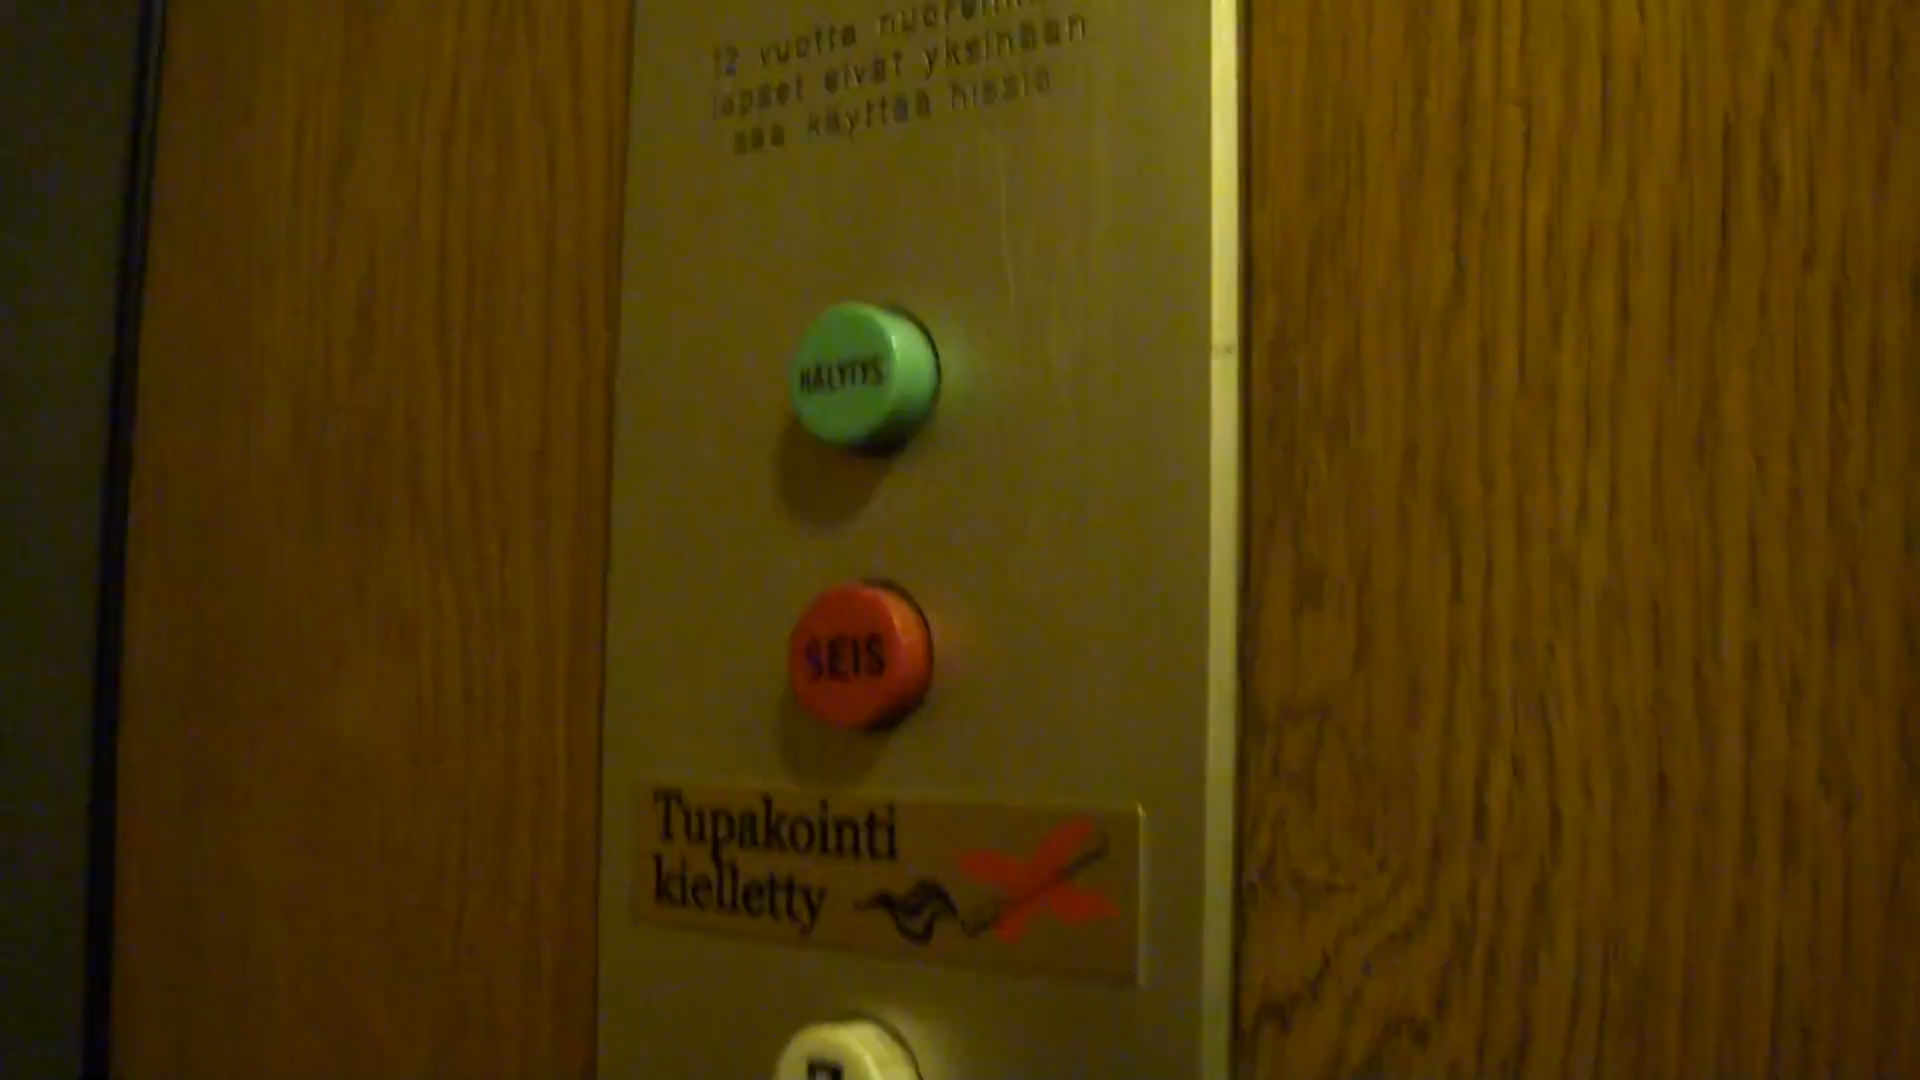 12 vuotta nuoremmat
lapset eivät yksinään
saa käyttää hissiä
HÄLYTYS
SEIS
Tupakointi
kielletty